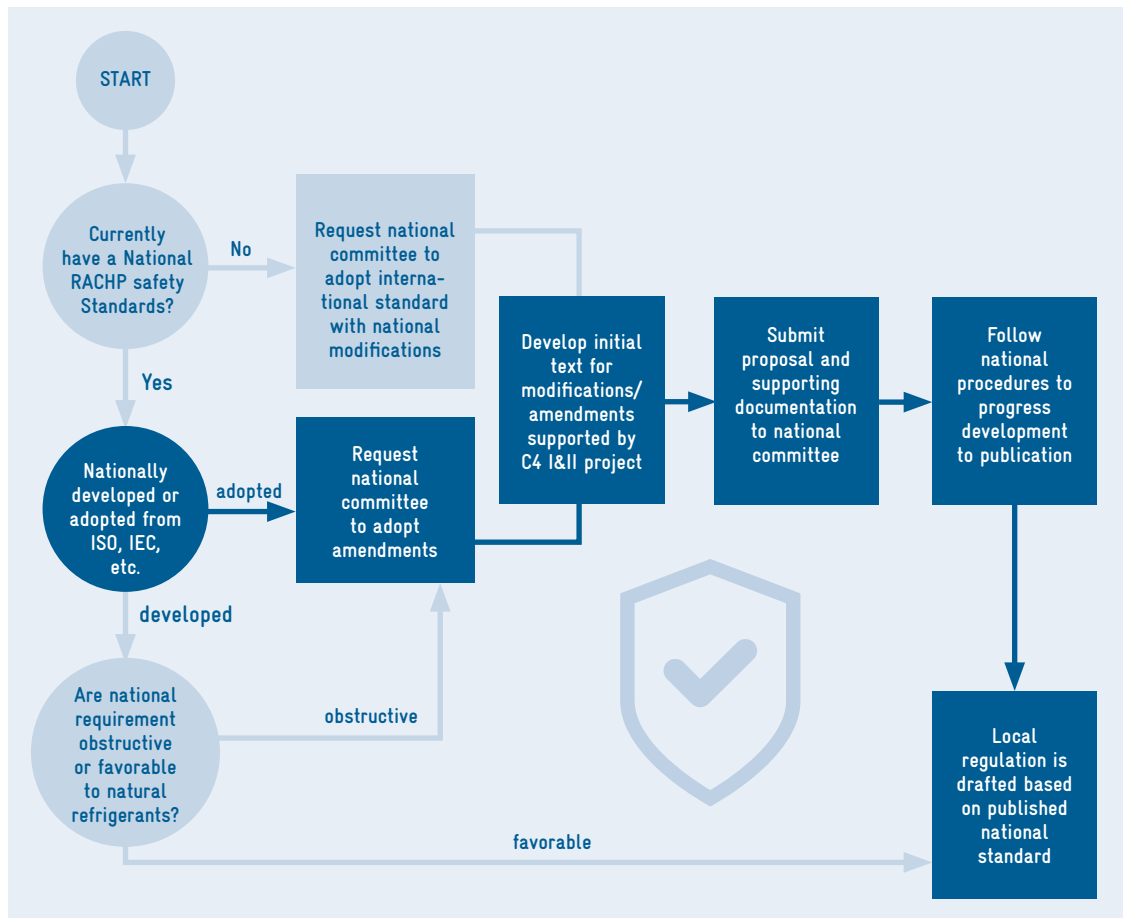 START
Currently
have a National
RACHP safety
Standards?
No
Request national
committee to
adopt interna-
tional standard
with national
modifications
Yes
Nationally
developed or
adopted from
ISO, IEC,
etc.
adopted
Request
national
committee
to adopt
amendments
Develop initial
text for
modifications/
amendments
supported by
C4 I&II project
Submit
proposal and
supporting
documentation
to national
committee
Follow
national
procedures to
progress
development
to publication
developed
Are national
requirement
obstructive
or favorable
to natural
refrigerants?
obstructive
favorable
Local
regulation is
drafted based
on published
national
standard